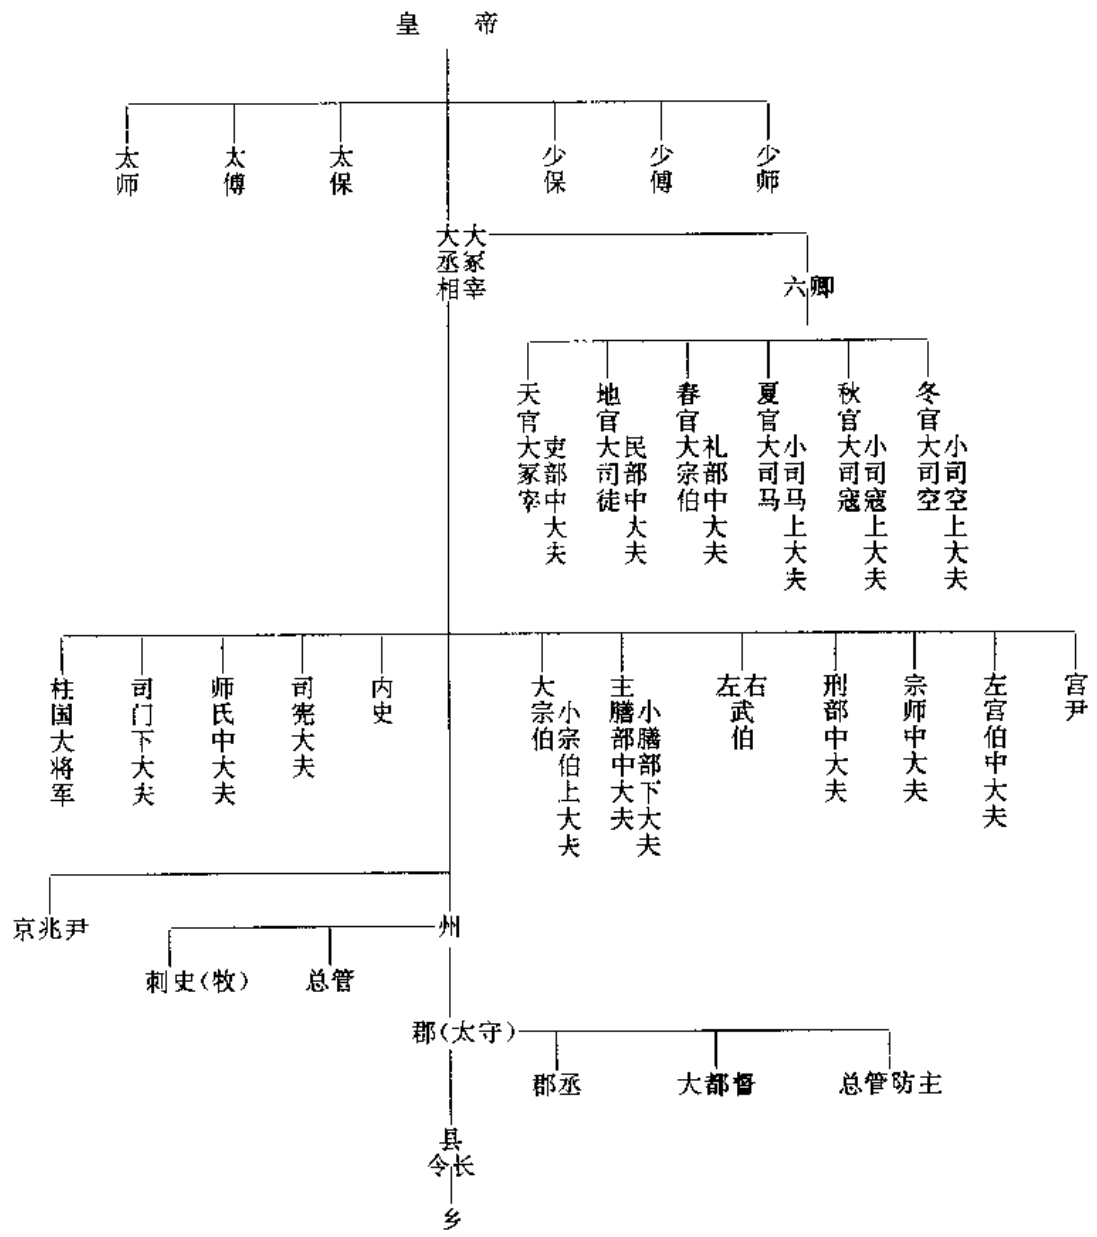 皇帝
太师
太傅
太保
少保
少傅
少师
大冢宰
大丞相
六卿
天官大冢宰
吏部中大夫
地官大司徒
民部中大夫
春官大宗伯
礼部中大夫
夏官大司马
小司马上大夫
秋官大司寇
小司寇上大夫
冬官大司空
小司空上大夫
柱国大将军
司门下大夫
师氏中大夫
司宪大夫
内史
大宗伯
小宗伯上大夫
主膳部中大夫
小膳部下大夫
左右武伯
刑部中大夫
宗师中大夫
左宫伯中大夫
宫尹
京兆尹
州
刺史(牧)
总管
郡(太守)
郡丞
大都督
总管防主
县
令长
乡